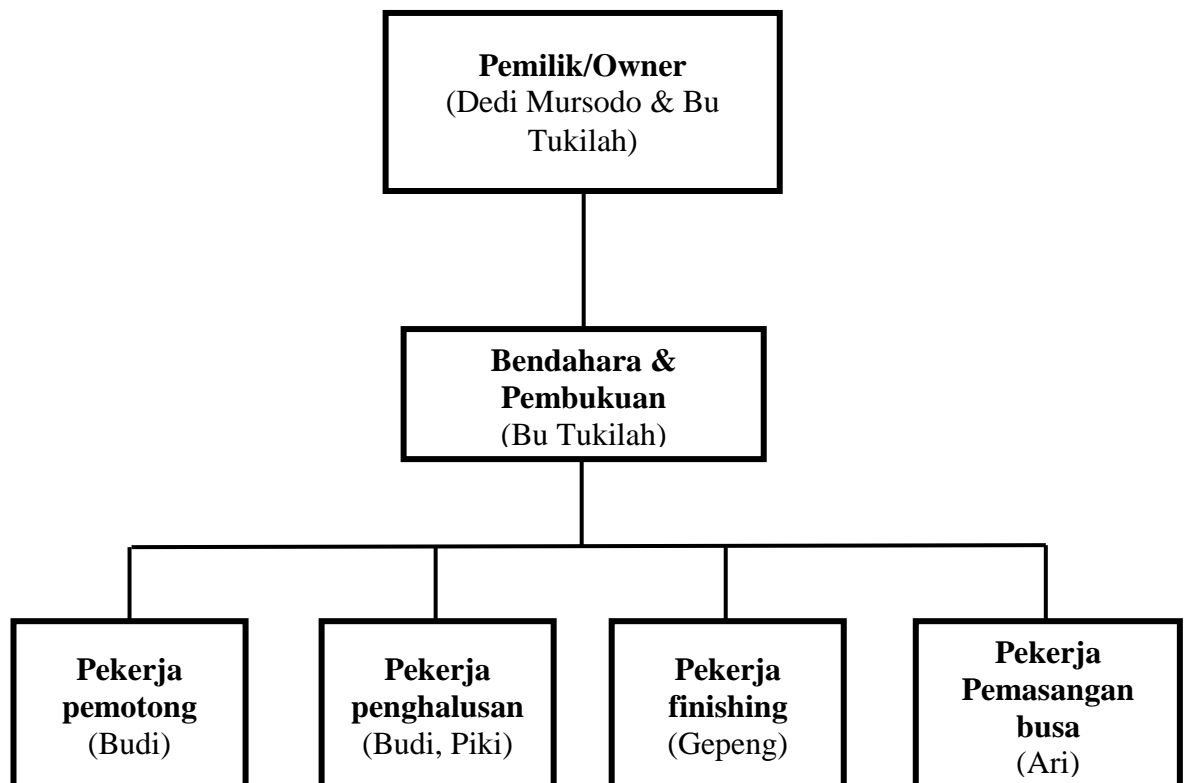 Pemilik/Owner
(Dedi Mursodo & Bu
Tukilah)
Bendahara &
Pembukuan
(Bu Tukilah)
Pekerja
pemotong
(Budi)
Pekerja
penghalusan
(Budi, Piki)
Pekerja
finishing
(Gepeng)
Pekerja
Pemasangan
busa
(Ari)